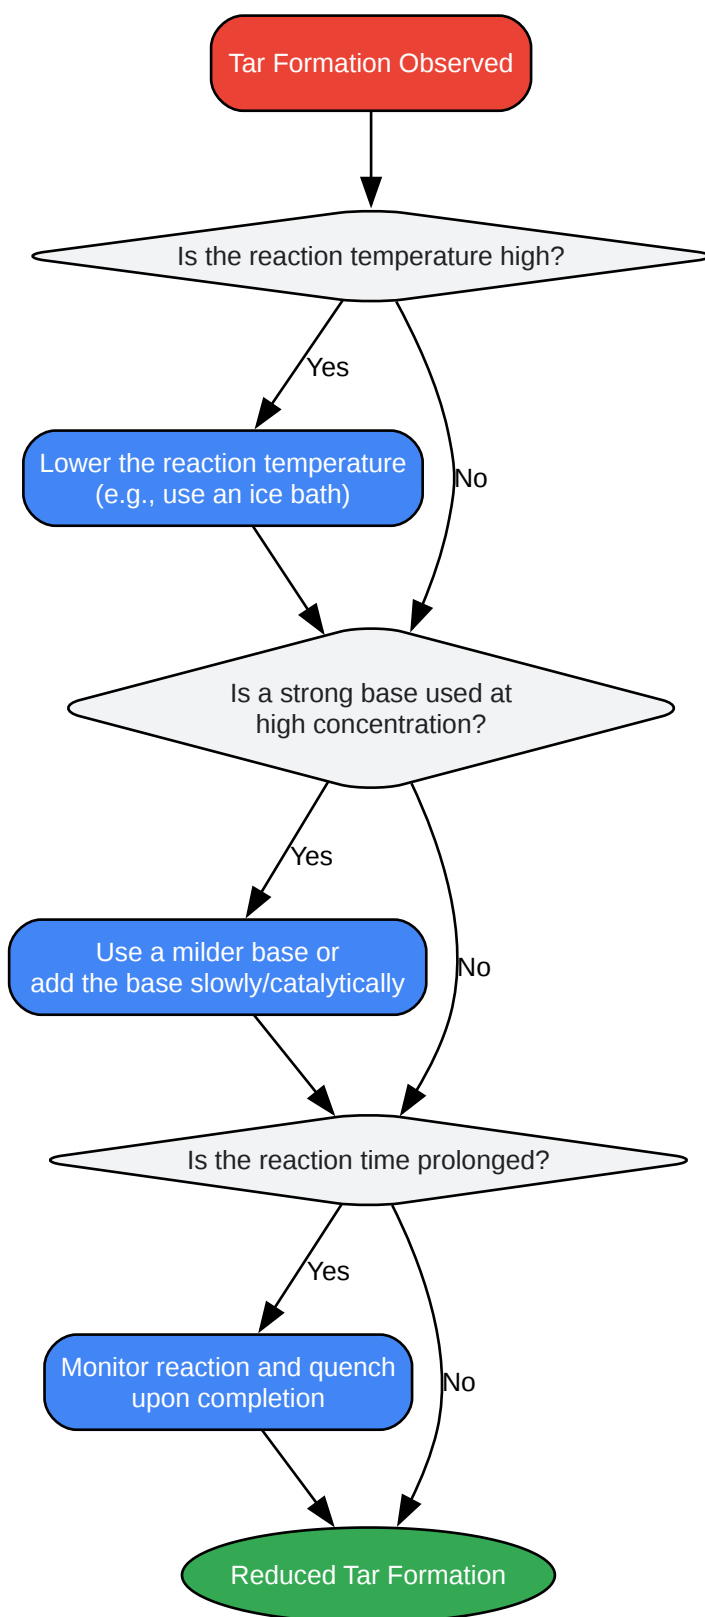 Tar Formation Observed
Is the reaction temperature high?
Yes
Lower the reaction temperature
(e.g., use an ice bath)
No
Is a strong base used at
high concentration?
Yes
Use a milder base or
add the base slowly/catalytically
No
Is the reaction time prolonged?
Yes
Monitor reaction and quench
upon completion
No
Reduced Tar Formation